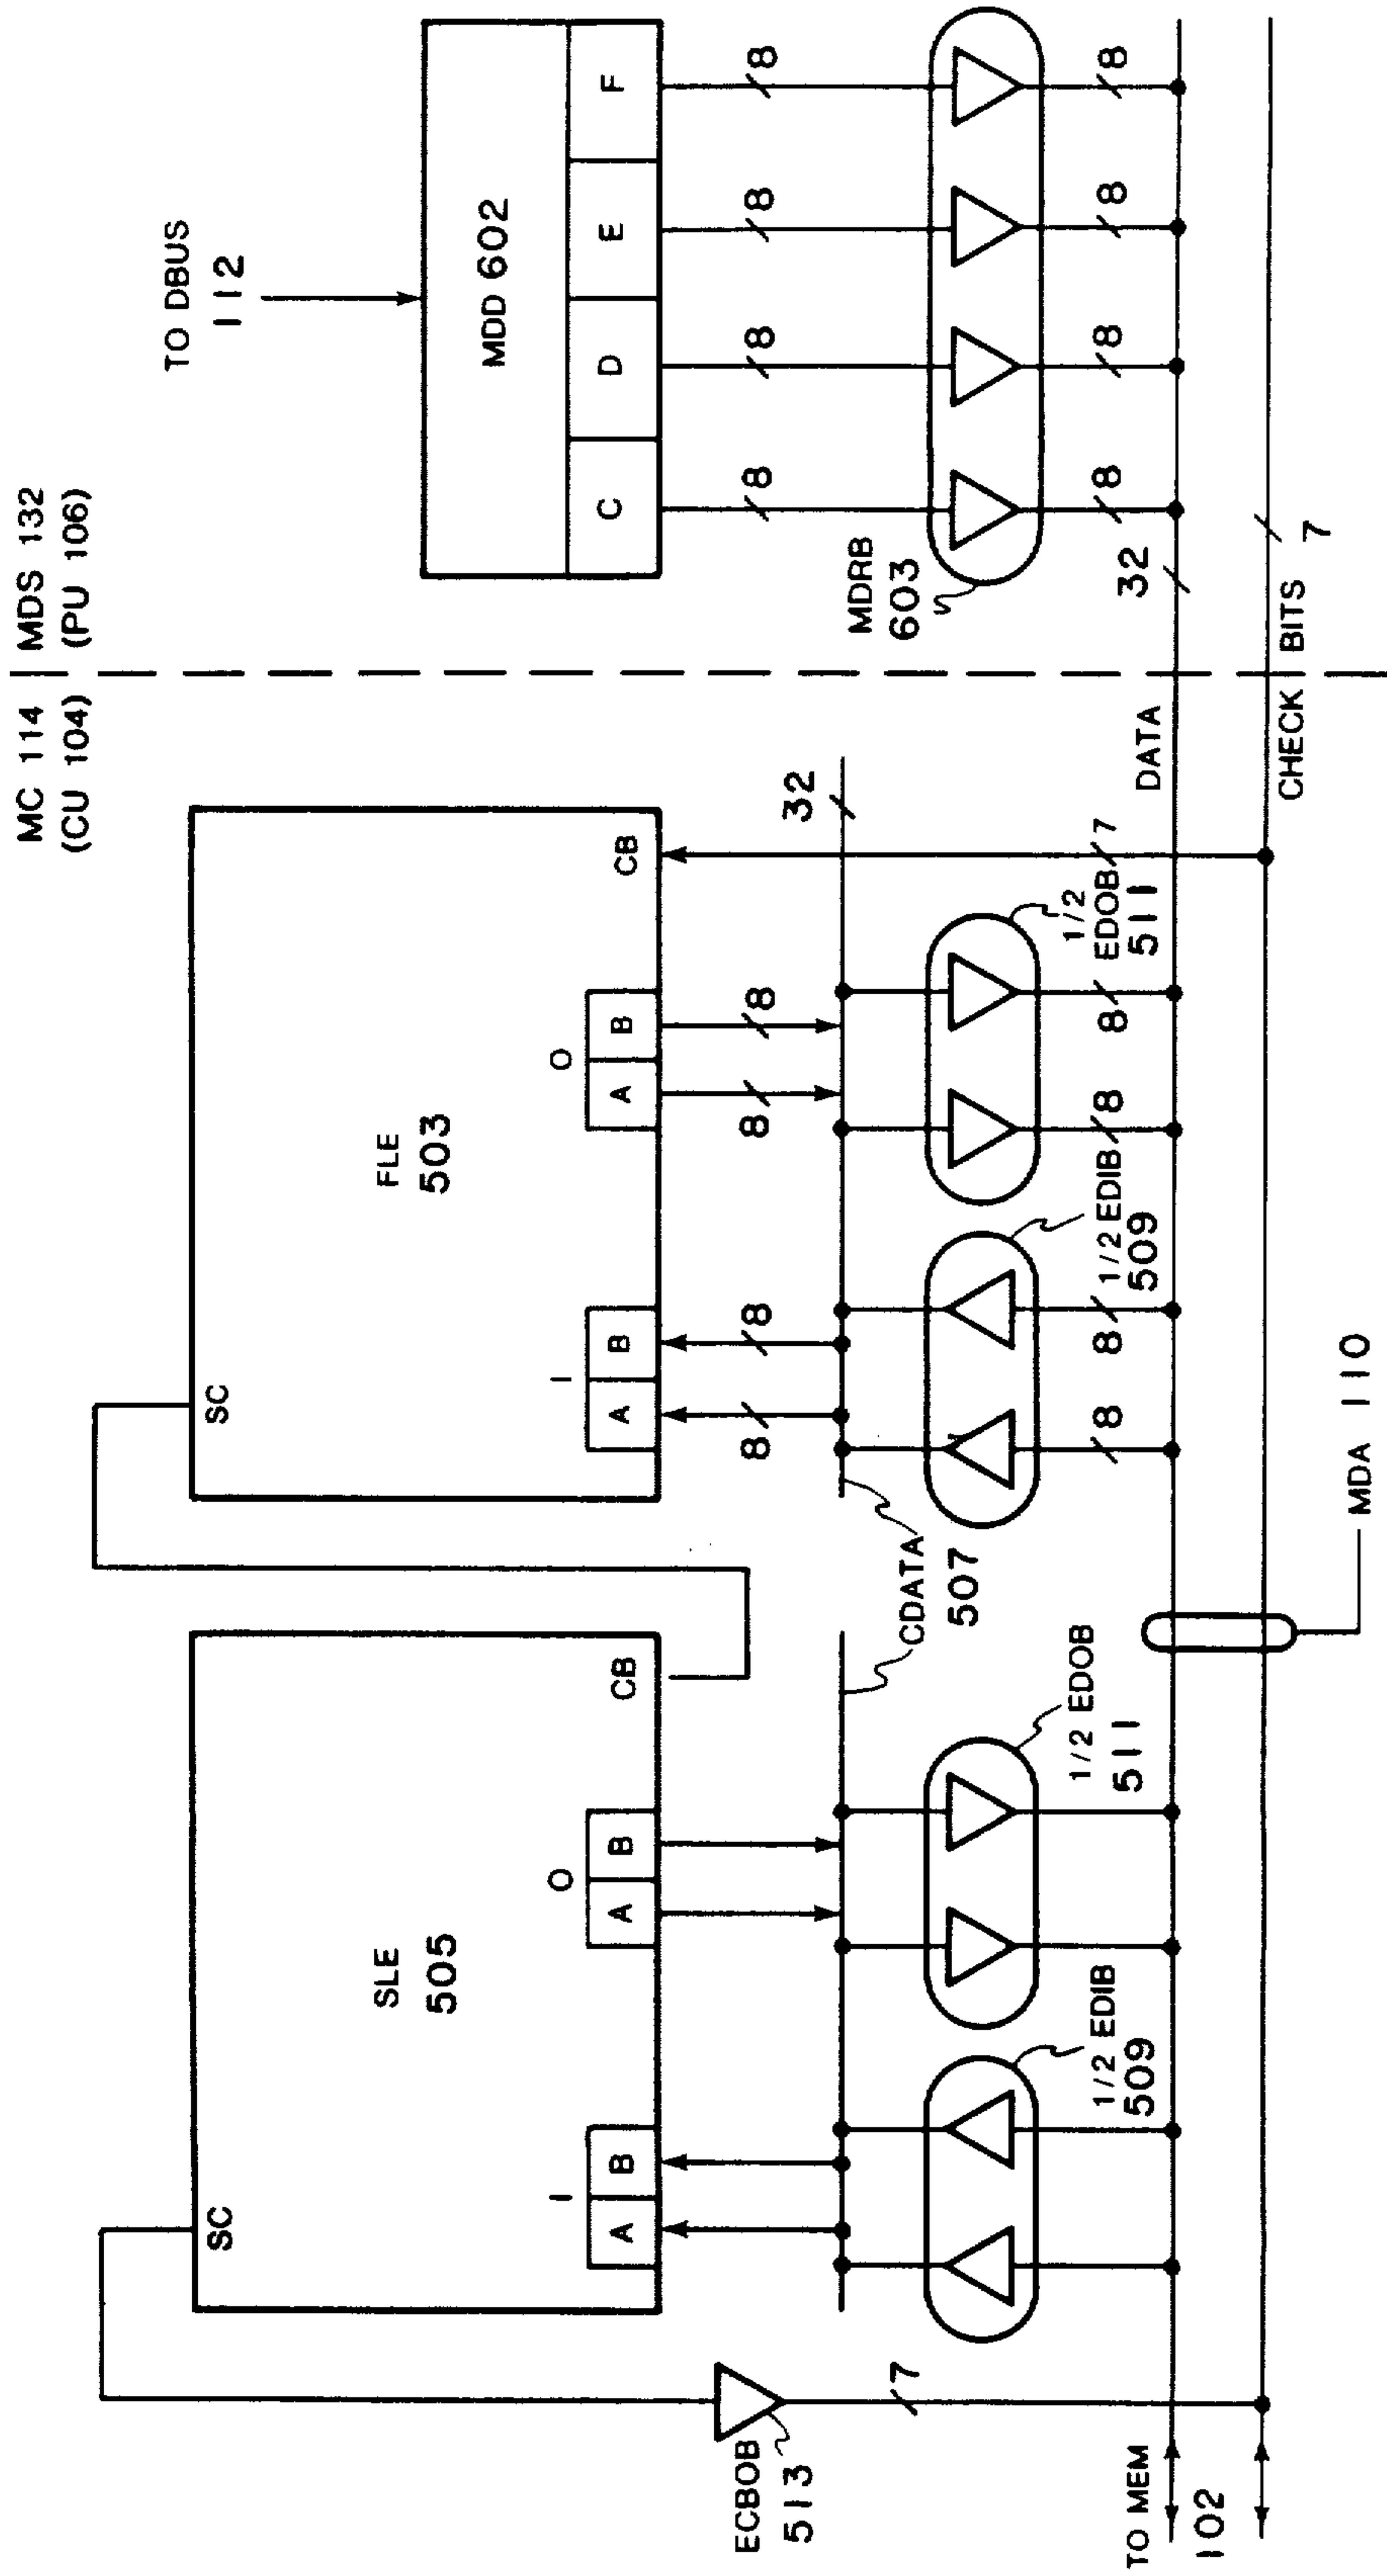 MC 114
(CU 104)
MDS 132
(PU 106)
TO DBUS
112
SC
SC
SLE
505
FLE
503
MDD 602
I
O
I
O
A
B
A
B
CB
A
B
A
B
CB
C
D
E
F
ECBOB
513
7
8
8
8
8
32
8
8
8
8
CDATA
507
MDRB
603
1/2 EDIB
509
1/2 EDOB
511
8
8
1/2 EDIB
509
8
8
1/2
EDOB
511
7
8
8
8
8
TO MEM
102
DATA
32
CHECK BITS
7
MDA 110